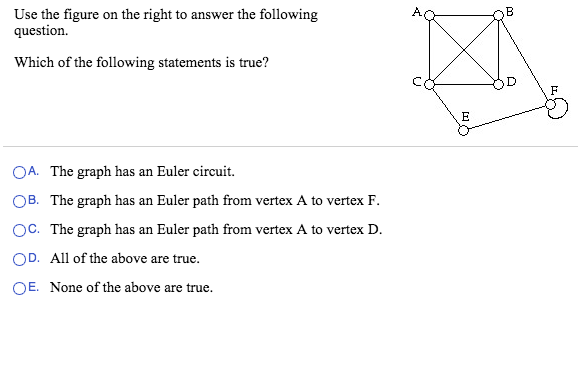 Use the figure on the right to answer the following
question.
Which of the following statements is true?
A
B
C
D
F
E
A. The graph has an Euler circuit.
B. The graph has an Euler path from vertex A to vertex F.
C. The graph has an Euler path from vertex A to vertex D.
D. All of the above are true.
E. None of the above are true.